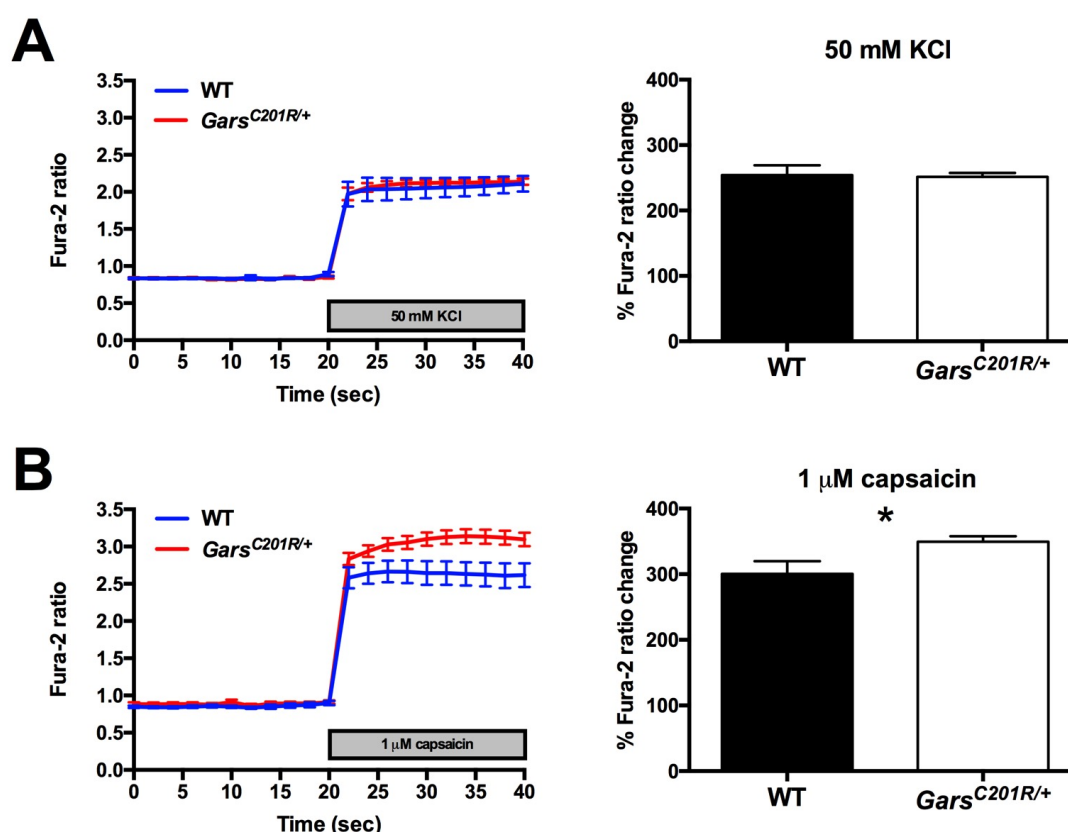 A
50 mM KCl
WT
Gars^C201R/+
Fura-2 ratio
3.5
3.0
2.5
2.0
1.5
1.0
0.5
0.0
50 mM KCl
0 5 10 15 20 25 30 35 40
Time (sec)
% Fura-2 ratio change
400
300
200
100
0
WT
Gars^C201R/+
B
1 μM capsaicin
*
WT
Gars^C201R/+
Fura-2 ratio
3.5
3.0
2.5
2.0
1.5
1.0
0.5
0.0
1 μM capsaicin
0 5 10 15 20 25 30 35 40
Time (sec)
% Fura-2 ratio change
400
300
200
100
0
WT
Gars^C201R/+